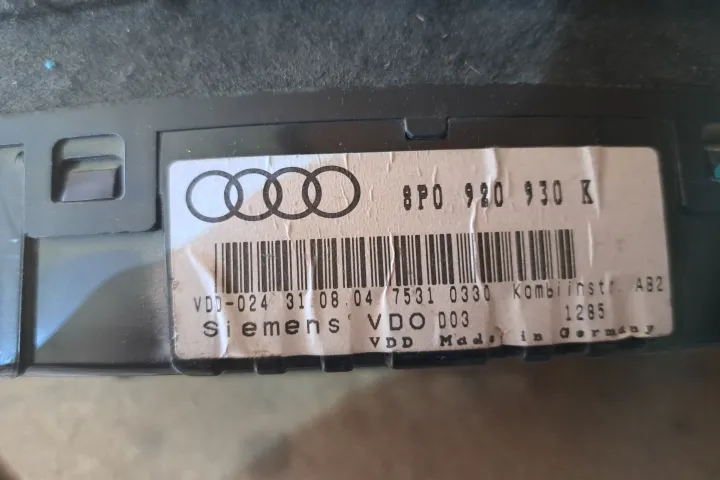 8P0 920 930 K
VDO-024 31.08.04 7531 0330 Kombiinstr. AB2
Siemens VDO D03 1285
VDD Made in Germany